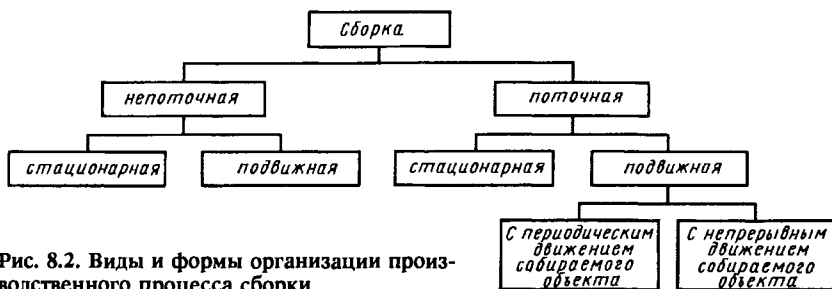 Сборка
непоточная
поточная
стационарная
подвижная
стационарная
подвижная
С периодическим
движением
собираемого
объекта
С непрерывным
движением
собираемого
объекта
Рис. 8.2. Виды и формы организации произ-
водственного процесса сборки